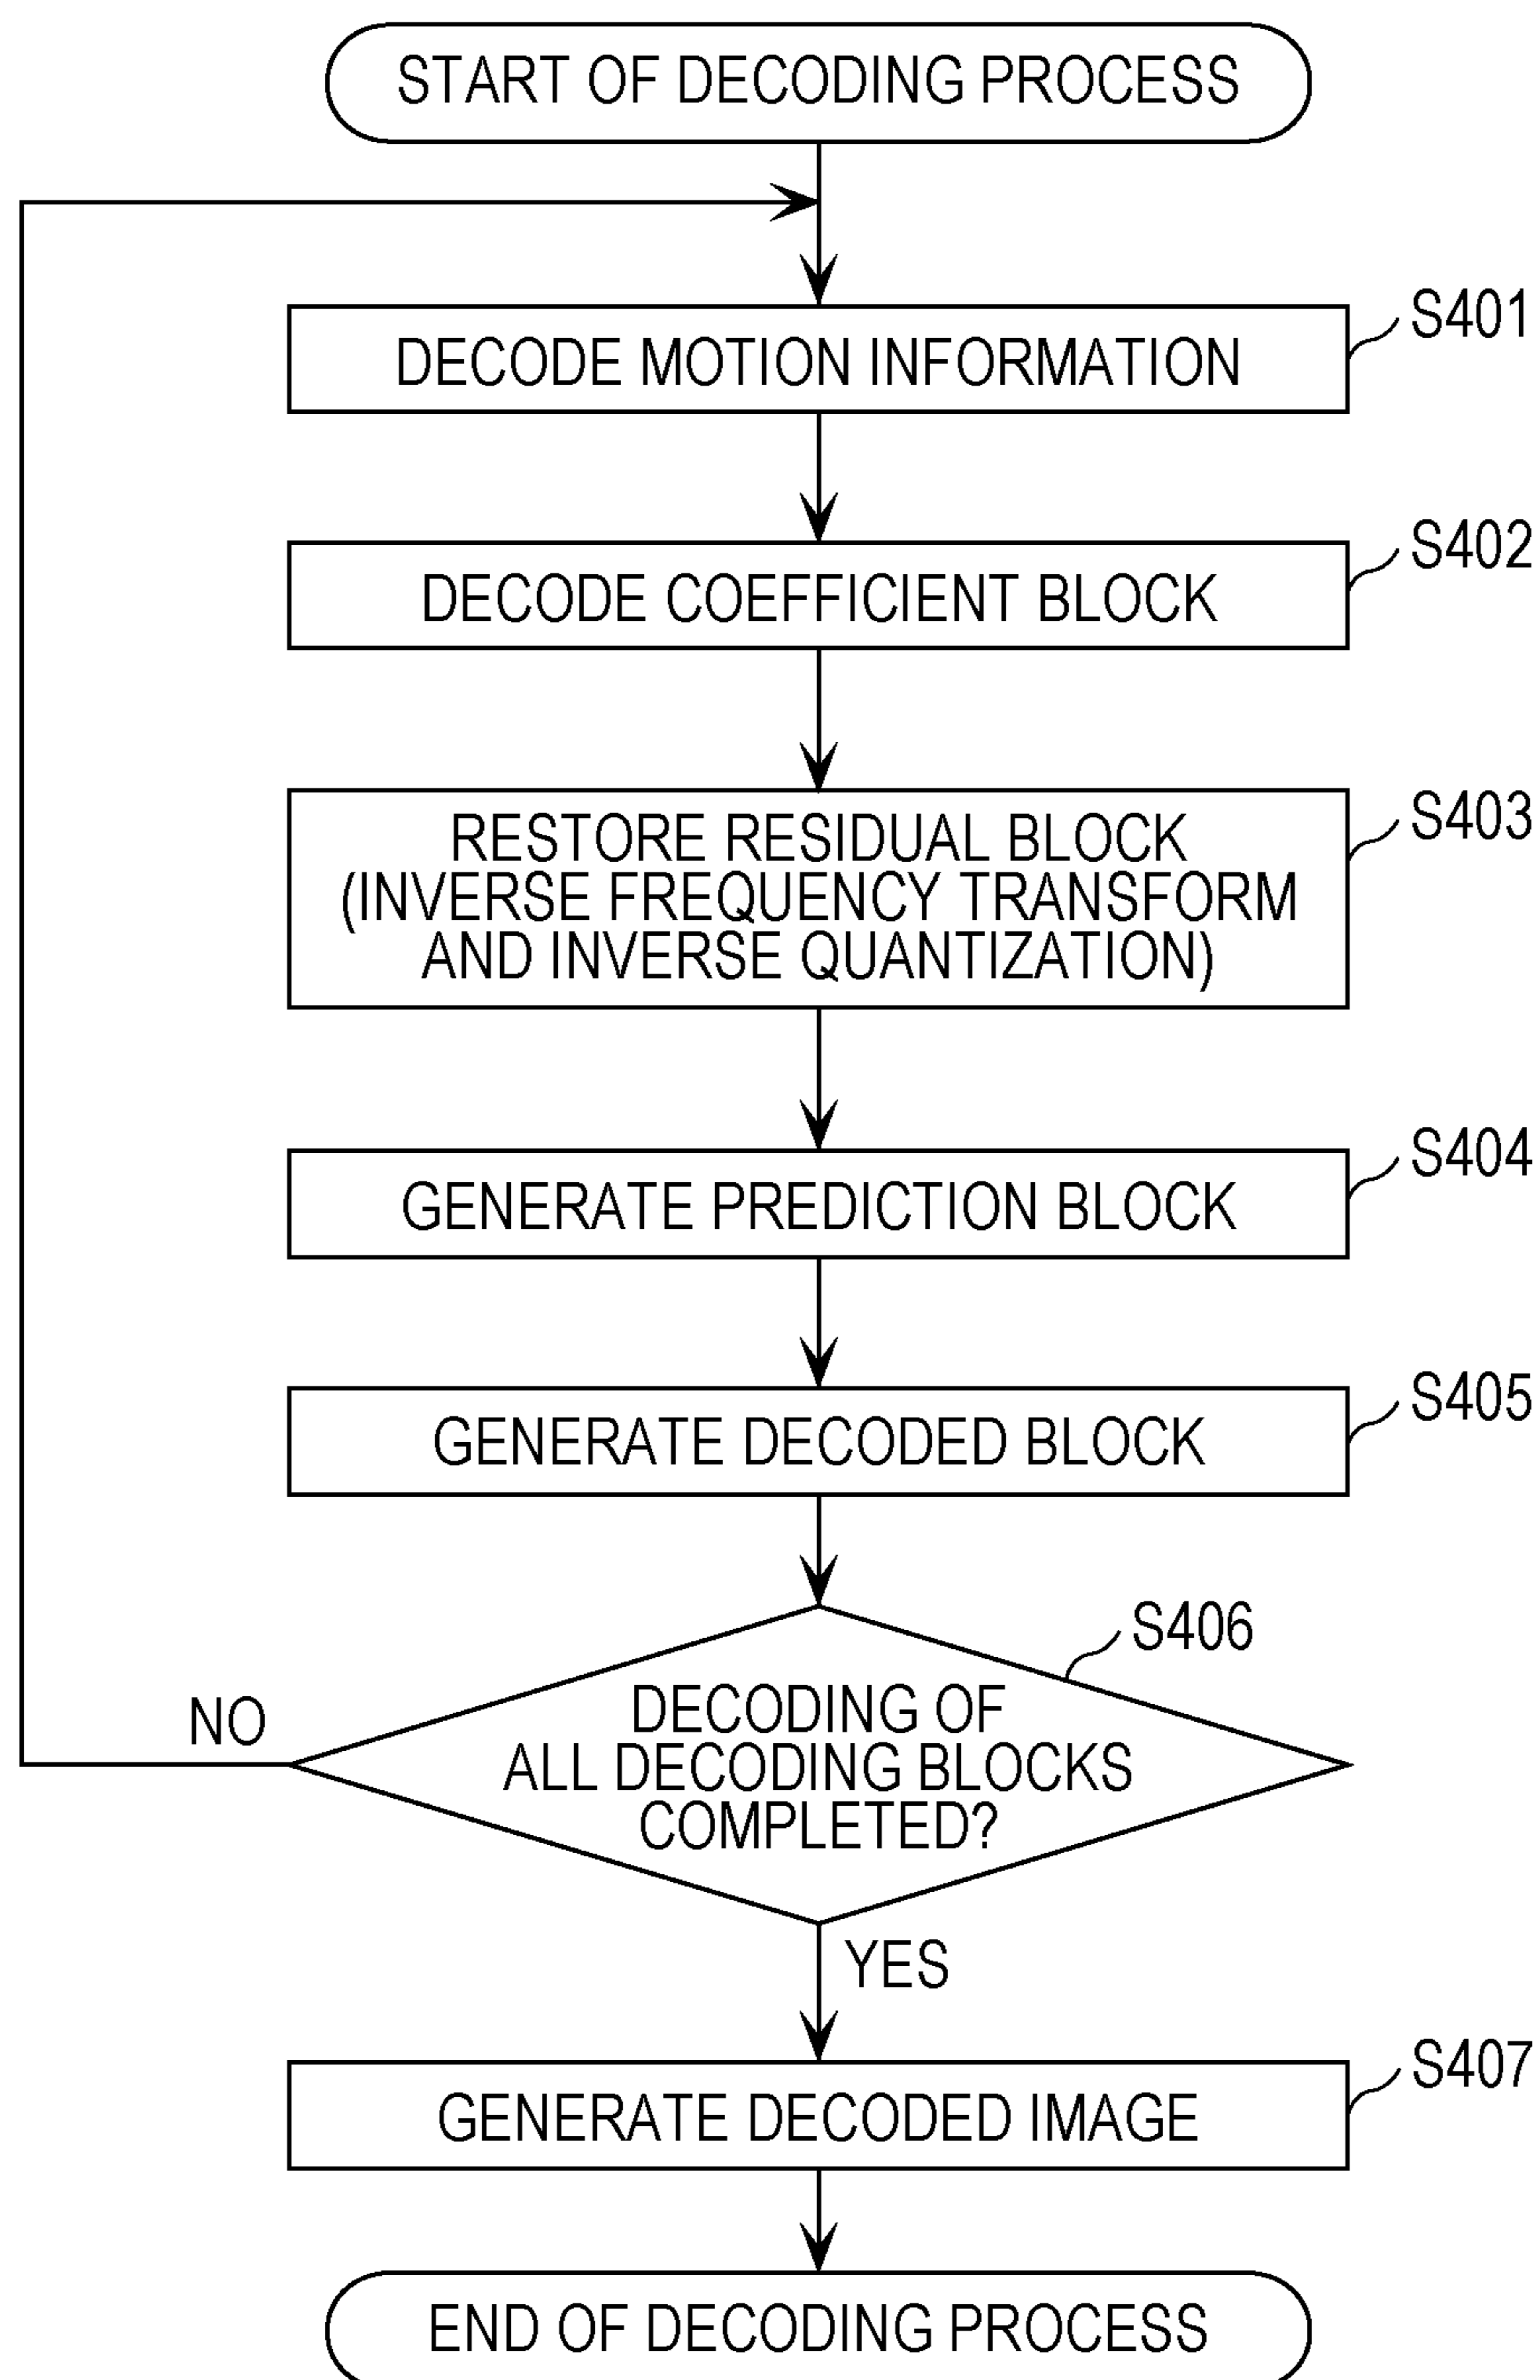 START OF DECODING PROCESS
S401
DECODE MOTION INFORMATION
S402
DECODE COEFFICIENT BLOCK
S403
RESTORE RESIDUAL BLOCK
(INVERSE FREQUENCY TRANSFORM
AND INVERSE QUANTIZATION)
S404
GENERATE PREDICTION BLOCK
S405
GENERATE DECODED BLOCK
S406
DECODING OF
ALL DECODING BLOCKS
COMPLETED?
NO
YES
S407
GENERATE DECODED IMAGE
END OF DECODING PROCESS